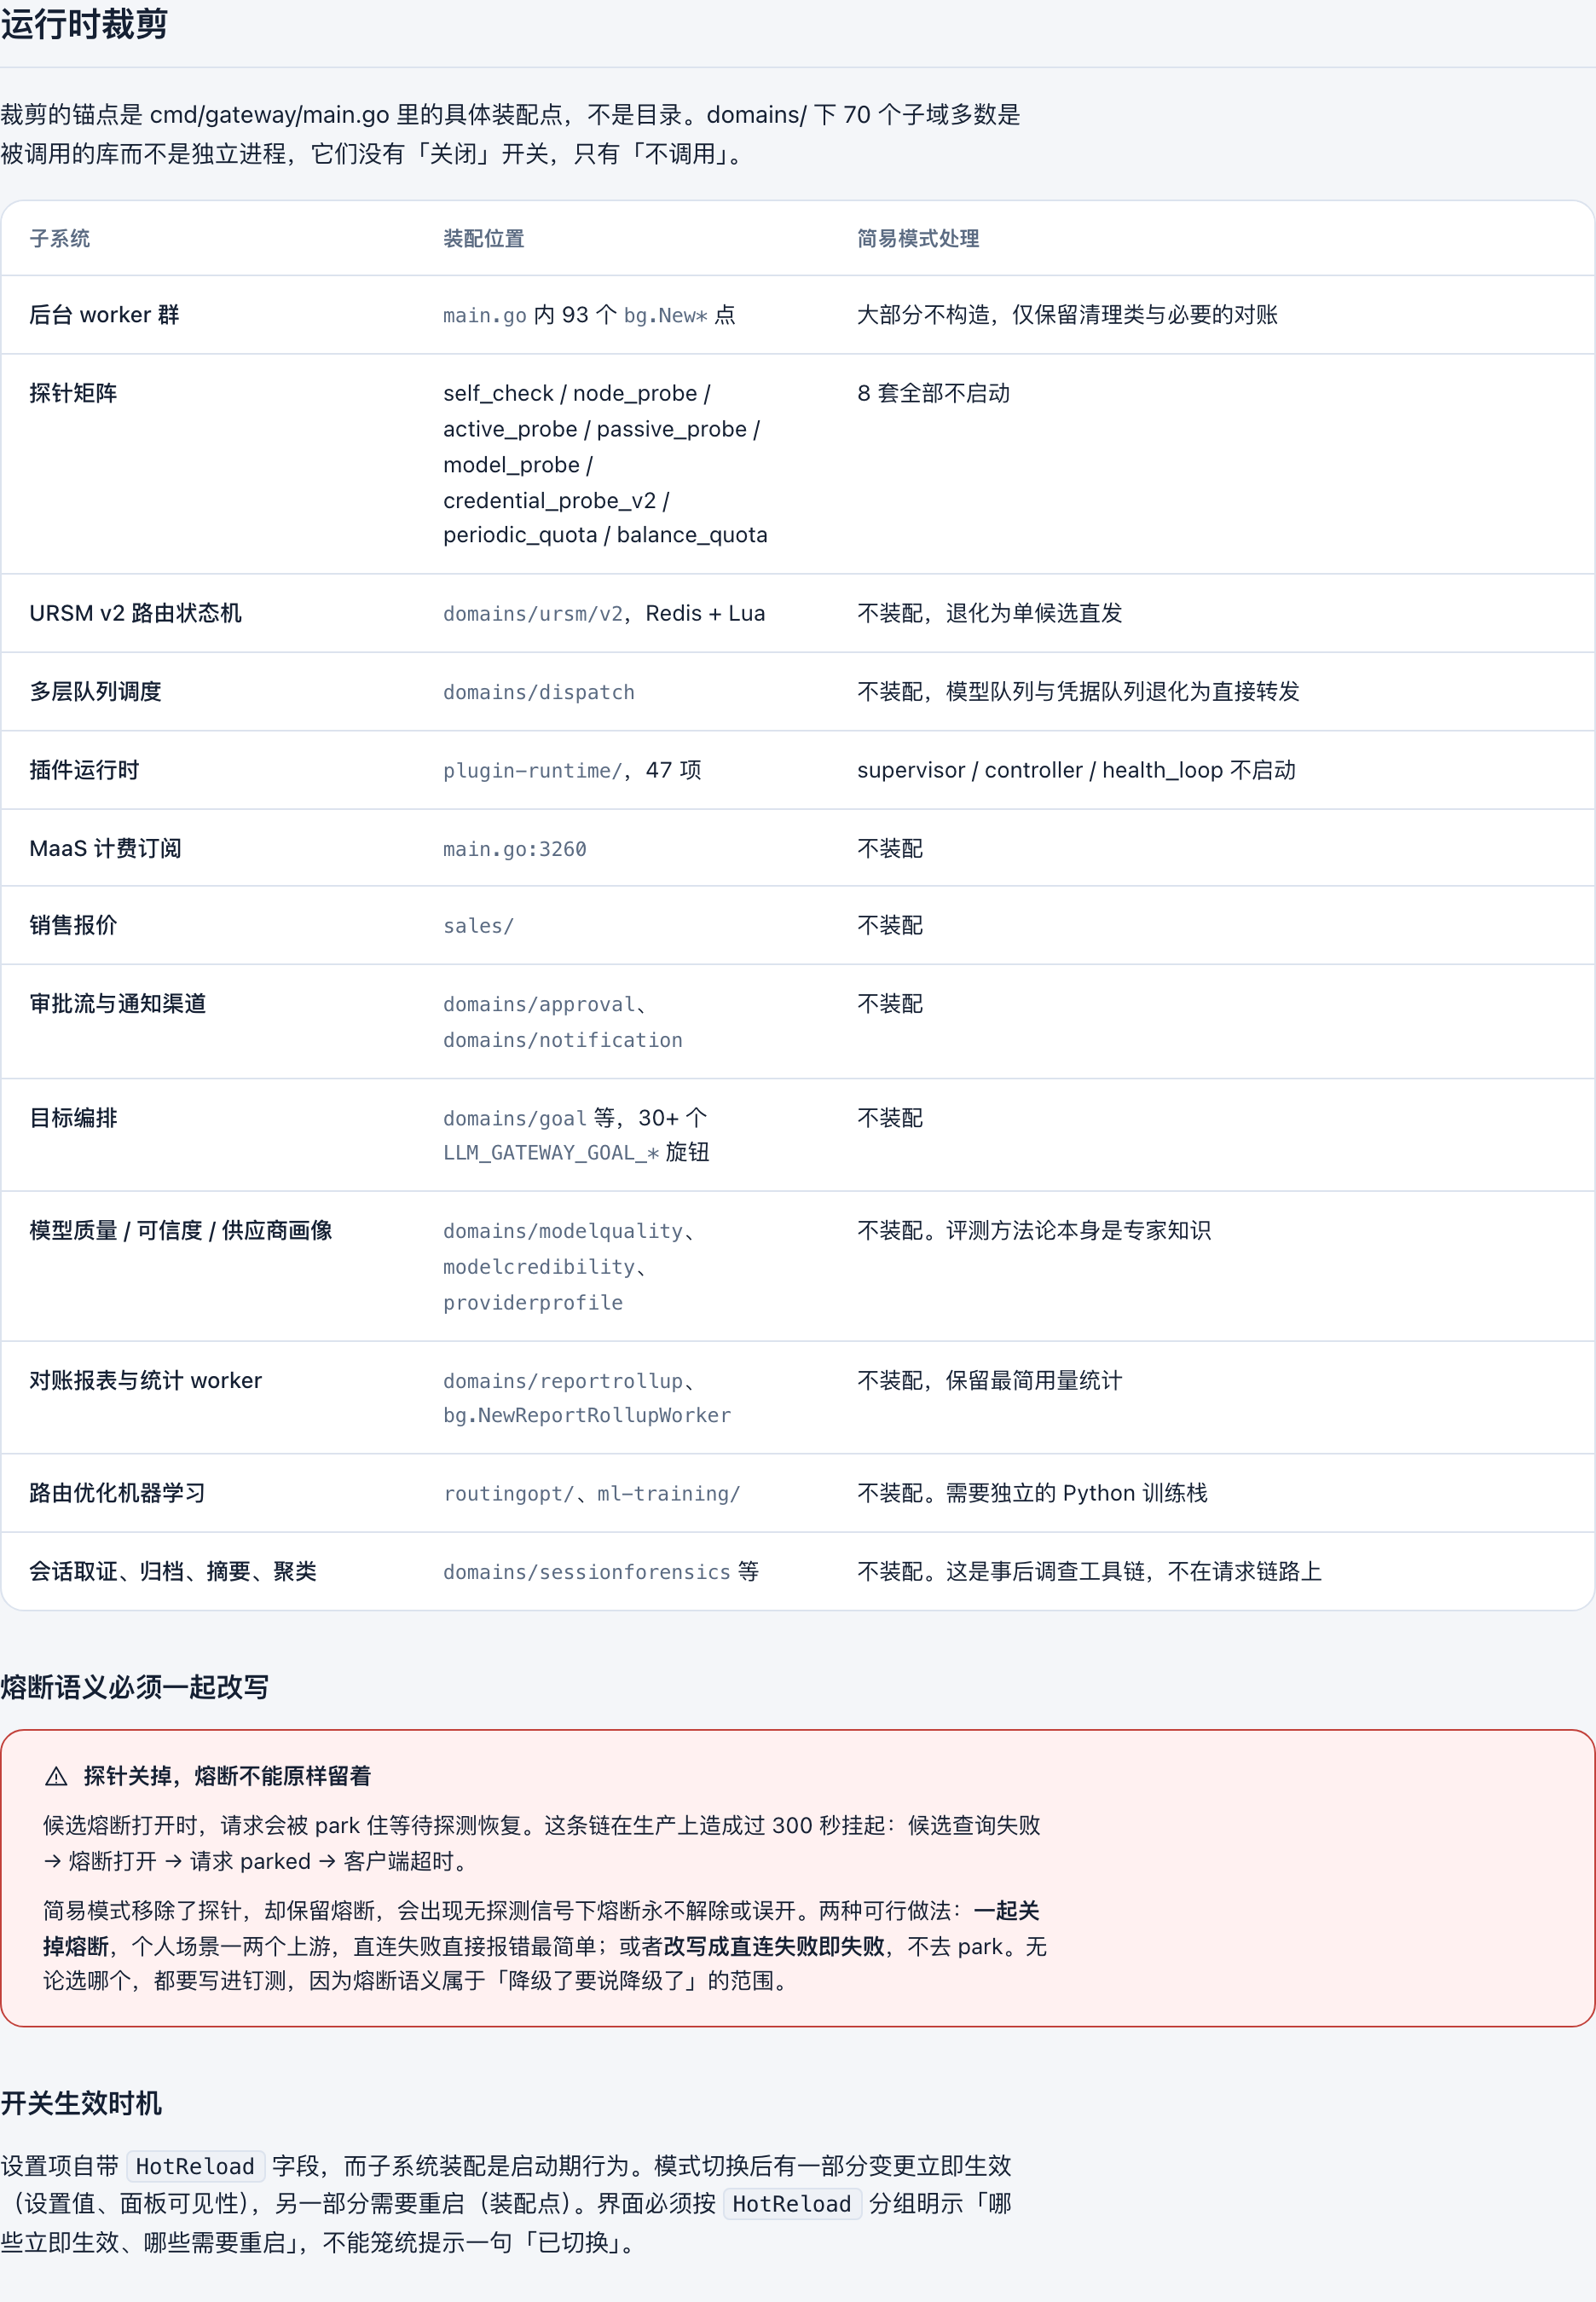 运行时裁剪
裁剪的锚点是 cmd/gateway/main.go 里的具体装配点，不是目录。domains/ 下 70 个子域多数是
被调用的库而不是独立进程，它们没有「关闭」开关，只有「不调用」。
子系统 装配位置 简易模式处理
后台 worker 群 main.go 内 93 个 bg.New* 点 大部分不构造，仅保留清理类与必要的对账
探针矩阵 self_check / node_probe / 8 套全部不启动
active_probe / passive_probe /
model_probe /
credential_probe_v2 /
periodic_quota / balance_quota
URSM v2 路由状态机 domains/ursm/v2，Redis + Lua 不装配，退化为单候选直发
多层队列调度 domains/dispatch 不装配，模型队列与凭据队列退化为直接转发
插件运行时 plugin-runtime/，47 项 supervisor / controller / health_loop 不启动
MaaS 计费订阅 main.go:3260 不装配
销售报价 sales/ 不装配
审批流与通知渠道 domains/approval、 不装配
domains/notification
目标编排 domains/goal 等，30+ 个 不装配
LLM_GATEWAY_GOAL_* 旋钮
模型质量 / 可信度 / 供应商画像 domains/modelquality、 不装配。评测方法论本身是专家知识
modelcredibility、
providerprofile
对账报表与统计 worker domains/reportrollup、 不装配，保留最简用量统计
bg.NewReportRollupWorker
路由优化机器学习 routingopt/、ml-training/ 不装配。需要独立的 Python 训练栈
会话取证、归档、摘要、聚类 domains/sessionforensics 等 不装配。这是事后调查工具链，不在请求链路上
熔断语义必须一起改写
探针关掉，熔断不能原样留着
候选熔断打开时，请求会被 park 住等待探测恢复。这条链在生产上造成过 300 秒挂起：候选查询失败
→ 熔断打开 → 请求 parked → 客户端超时。
简易模式移除了探针，却保留熔断，会出现无探测信号下熔断永不解除或误开。两种可行做法：一起关
掉熔断，个人场景一两个上游，直连失败直接报错最简单；或者改写成直连失败即失败，不去 park。无
论选哪个，都要写进钉测，因为熔断语义属于「降级了要说降级了」的范围。
开关生效时机
设置项自带 HotReload 字段，而子系统装配是启动期行为。模式切换后有一部分变更立即生效
（设置值、面板可见性），另一部分需要重启（装配点）。界面必须按 HotReload 分组明示「哪
些立即生效、哪些需要重启」，不能笼统提示一句「已切换」。